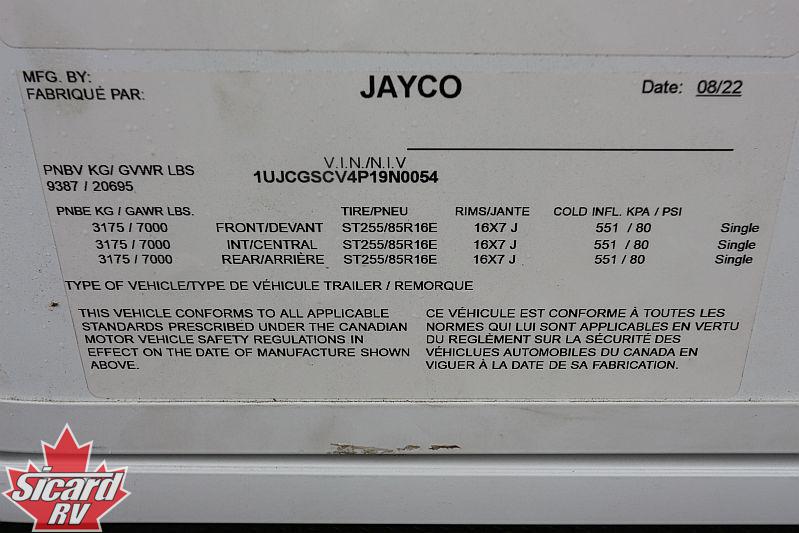 MFG. BY:
FABRIQUÉ PAR:
JAYCO
Date: 08/22
V.I.N./N.I.V
PNBV KG/ GVWR LBS
9387 / 20695
1UJCGSCV4P19N0054
PNBE KG / GAWR LBS. TIRE/PNEU RIMS/JANTE COLD INFL. KPA / PSI
3175 / 7000 FRONT/DEVANT ST255/85R16E 16X7 J 551 / 80 Single
3175 / 7000 INT/CENTRAL ST255/85R16E 16X7 J 551 / 80 Single
3175 / 7000 REAR/ARRIÈRE ST255/85R16E 16X7 J 551 / 80 Single
TYPE OF VEHICLE/TYPE DE VÉHICULE TRAILER / REMORQUE
THIS VEHICLE CONFORMS TO ALL APPLICABLE
STANDARDS PRESCRIBED UNDER THE CANADIAN
MOTOR VEHICLE SAFETY REGULATIONS IN
EFFECT ON THE DATE OF MANUFACTURE SHOWN
ABOVE.
CE VÉHICULE EST CONFORME À TOUTES LES
NORMES QUI LUI SONT APPLICABLES EN VERTU
DU REGLÈMENT SUR LA SÉCURITÉ DES
VÉHICLUES AUTOMOBILES DU CANADA EN
VIGUER À LA DATE DE SA FABRICATION.
Sicard
RV